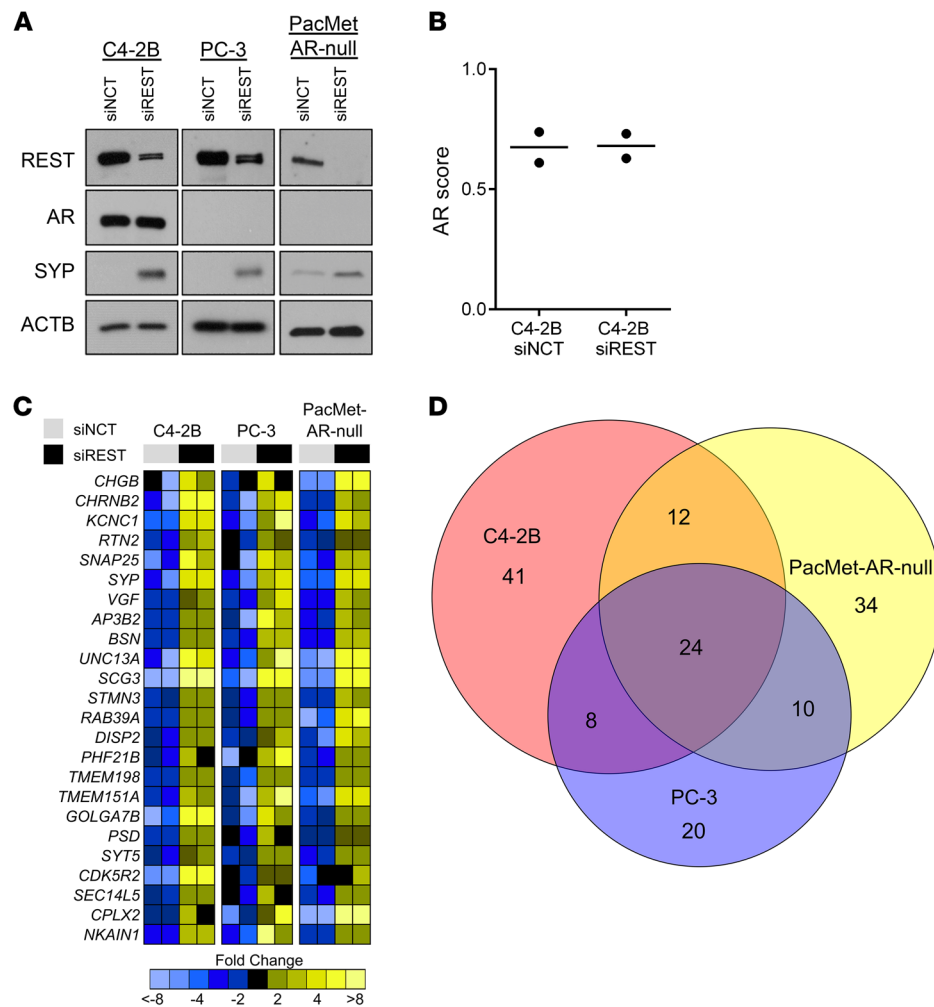 A
C4-2B
PC-3
PacMet
AR-null
siNCT
siREST
siNCT
siREST
siNCT
siREST
REST
AR
SYP
ACTB
B
AR score
1.0
0.5
0.0
C4-2B
siNCT
C4-2B
siREST
C
siNCT
siREST
C4-2B
PC-3
PacMet-
AR-null
CHGB
CHRNB2
KCNC1
RTN2
SNAP25
SYP
VGF
AP3B2
BSN
UNC13A
SCG3
STMN3
RAB39A
DISP2
PHF21B
TMEM198
TMEM151A
GOLGA7B
PSD
SYT5
CDK5R2
SEC14L5
CPLX2
NKAIN1
Fold Change
<-8 -4 -2 2 4 >8
D
C4-2B
41
12
PacMet-AR-null
34
24
8
10
PC-3
20